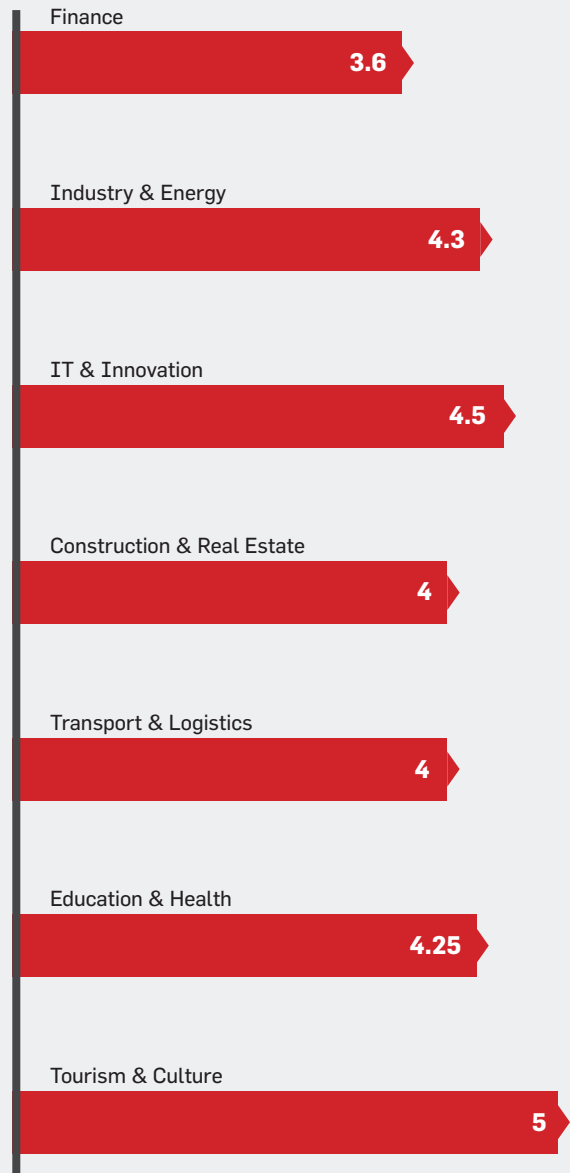 Finance
3.6
Industry & Energy
4.3
IT & Innovation
4.5
Construction & Real Estate
4
Transport & Logistics
4
Education & Health
4.25
Tourism & Culture
5